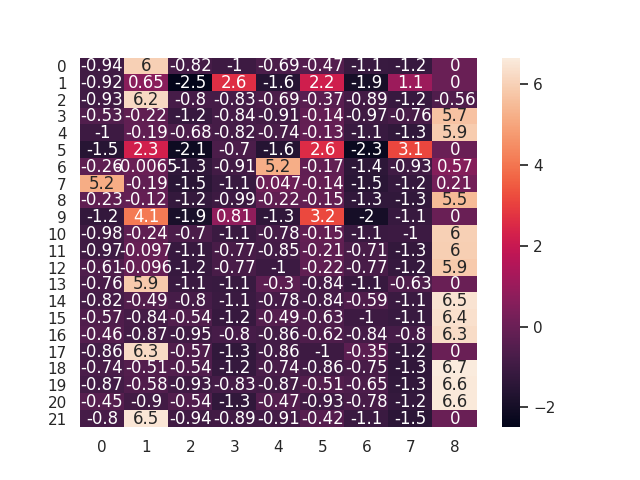 0 -0.94 6 -0.82 -1 -0.69 -0.47 -1.1 -1.2 0
1 -0.92 0.65 -2.5 2.6 -1.6 2.2 -1.9 1.1 0
2 -0.93 6.2 -0.8 -0.83 -0.69 -0.37 -0.89 -1.2 -0.56
3 -0.53 -0.22 -1.2 -0.84 -0.91 -0.14 -0.97 -0.76 5.7
4 -1 -0.19 -0.68 -0.82 -0.74 -0.13 -1.1 -1.3 5.9
5 -1.5 2.3 -2.1 -0.7 -1.6 2.6 -2.3 3.1 0
6 -0.26 -0.0065 -1.3 -0.91 5.2 -0.17 -1.4 -0.93 0.57
7 5.2 -0.19 -1.5 -1.1 0.047 -0.14 -1.5 -1.2 0.21
8 -0.23 -0.12 -1.2 -0.99 -0.22 -0.15 -1.3 -1.3 5.5
9 -1.2 4.1 -1.9 0.81 -1.3 3.2 -2 -1.1 0
10 -0.98 -0.24 -0.7 -1.1 -0.78 -0.15 -1.1 -1 6
11 -0.97 -0.097 -1.1 -0.77 -0.85 -0.21 -0.71 -1.3 6
12 -0.61 -0.096 -1.2 -0.77 -1 -0.22 -0.77 -1.2 5.9
13 -0.76 5.9 -1.1 -1.1 -0.3 -0.84 -1.1 -0.63 0
14 -0.82 -0.49 -0.8 -1.1 -0.78 -0.84 -0.59 -1.1 6.5
15 -0.57 -0.84 -0.54 -1.2 -0.49 -0.63 -1 -1.1 6.4
16 -0.46 -0.87 -0.95 -0.8 -0.86 -0.62 -0.84 -0.8 6.3
17 -0.86 6.3 -0.57 -1.3 -0.86 -1 -0.35 -1.2 0
18 -0.74 -0.51 -0.54 -1.2 -0.74 -0.86 -0.75 -1.3 6.7
19 -0.87 -0.58 -0.93 -0.83 -0.87 -0.51 -0.65 -1.3 6.6
20 -0.45 -0.9 -0.54 -1.3 -0.47 -0.93 -0.78 -1.2 6.6
21 -0.8 6.5 -0.94 -0.89 -0.91 -0.42 -1.1 -1.5 0
0 1 2 3 4 5 6 7 8
6
4
2
0
−2